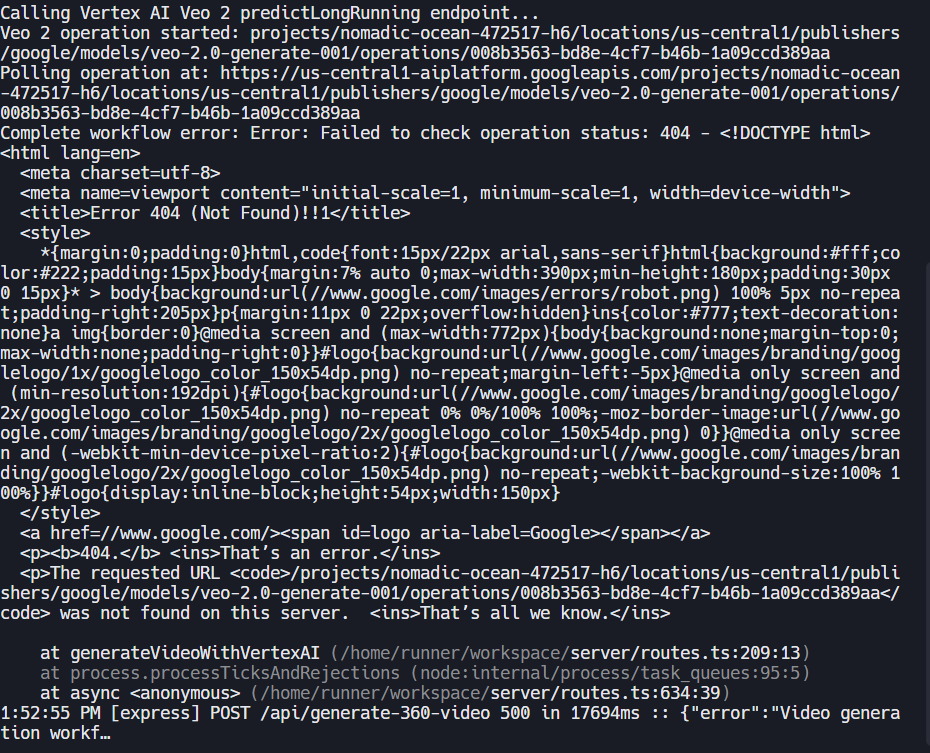 Calling Vertex AI Veo 2 predictLongRunning endpoint...
Veo 2 operation started: projects/nomadic-ocean-472517-h6/locations/us-central1/publishers
/google/models/veo-2.0-generate-001/operations/008b3563-bd8e-4cf7-b46b-1a09ccd389aa
Polling operation at: https://us-central1-aiplatform.googleapis.com/projects/nomadic-ocean
-472517-h6/locations/us-central1/publishers/google/models/veo-2.0-generate-001/operations/
008b3563-bd8e-4cf7-b46b-1a09ccd389aa
Complete workflow error: Error: Failed to check operation status: 404 - <!DOCTYPE html>
<html lang=en>
  <meta charset=utf-8>
  <meta name=viewport content="initial-scale=1, minimum-scale=1, width=device-width">
  <title>Error 404 (Not Found)!!1</title>
  <style>
    *{margin:0;padding:0}html,code{font:15px/22px arial,sans-serif}html{background:#fff;co
lor:#222;padding:15px}body{margin:7% auto 0;max-width:390px;min-height:180px;padding:30px
0 15px}* > body{background:url(//www.google.com/images/errors/robot.png) 100% 5px no-repea
t;padding-right:205px}p{margin:11px 0 22px;overflow:hidden}ins{color:#777;text-decoration:
none}a img{border:0}@media screen and (max-width:772px){body{background:none;margin-top:0;
max-width:none;padding-right:0}}#logo{background:url(//www.google.com/images/branding/goog
lelogo/1x/googlelogo_color_150x54dp.png) no-repeat;margin-left:-5px}@media only screen and
 (min-resolution:192dpi){#logo{background:url(//www.google.com/images/branding/googlelogo/
2x/googlelogo_color_150x54dp.png) no-repeat 0% 0%/100% 100%;-moz-border-image:url(//www.go
ogle.com/images/branding/googlelogo/2x/googlelogo_color_150x54dp.png) 0}}@media only scree
n and (-webkit-min-device-pixel-ratio:2){#logo{background:url(//www.google.com/images/bran
ding/googlelogo/2x/googlelogo_color_150x54dp.png) no-repeat;-webkit-background-size:100% 1
00%}}#logo{display:inline-block;height:54px;width:150px}
  </style>
  <a href=//www.google.com/><span id=logo aria-label=Google></span></a>
  <p><b>404.</b> <ins>That’s an error.</ins>
  <p>The requested URL <code>/projects/nomadic-ocean-472517-h6/locations/us-central1/publi
shers/google/models/veo-2.0-generate-001/operations/008b3563-bd8e-4cf7-b46b-1a09ccd389aa</
code> was not found on this server.  <ins>That’s all we know.</ins>
    at generateVideoWithVertexAI (/home/runner/workspace/server/routes.ts:209:13)
    at process.processTicksAndRejections (node:internal/process/task_queues:95:5)
    at async <anonymous> (/home/runner/workspace/server/routes.ts:634:39)
1:52:55 PM [express] POST /api/generate-360-video 500 in 17694ms :: {"error":"Video genera
tion workf…